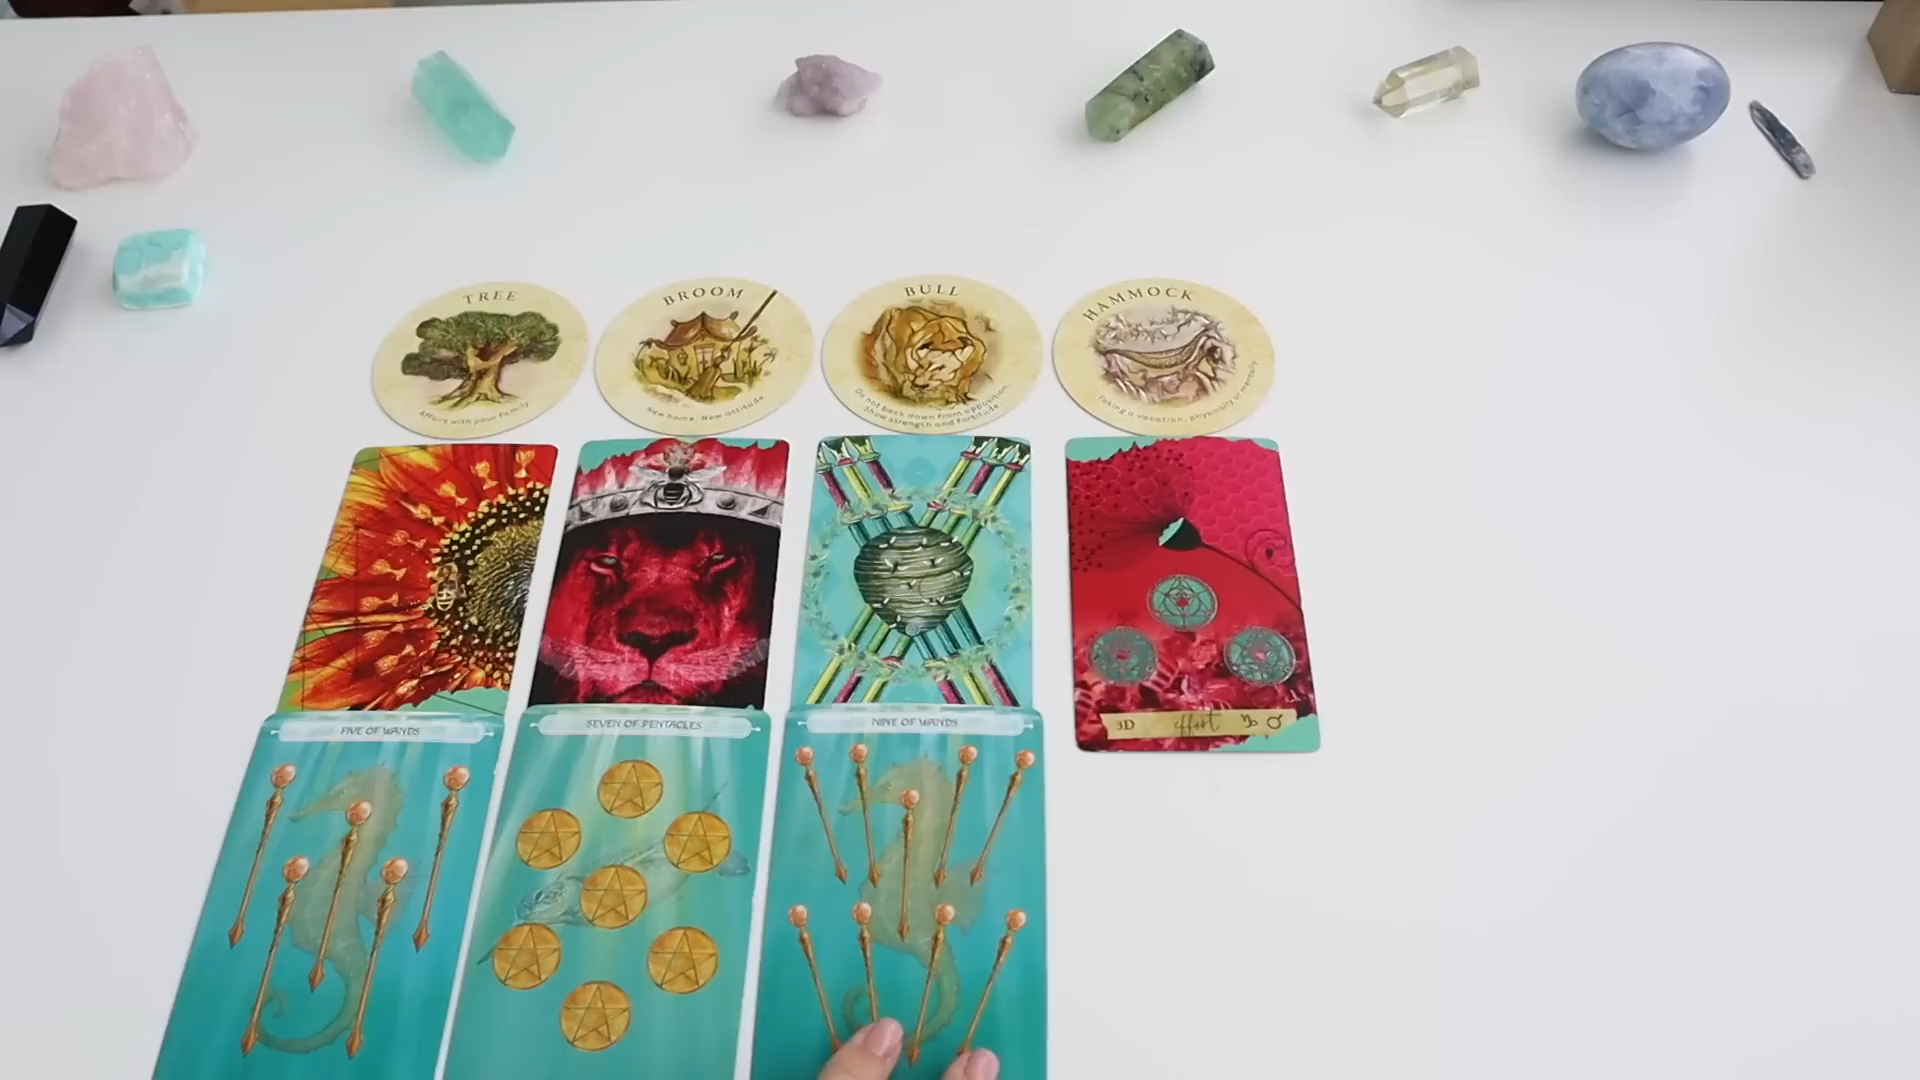 TREE
Affairs with your family
BROOM
New home. New attitude.
BULL
Do not back down from opposition.
Show strength and fortitude.
HAMMOCK
Taking a vacation, physically or mentally.
3D effort ♑︎ ♂
FIVE OF WANDS
SEVEN OF PENTACLES
NINE OF WANDS